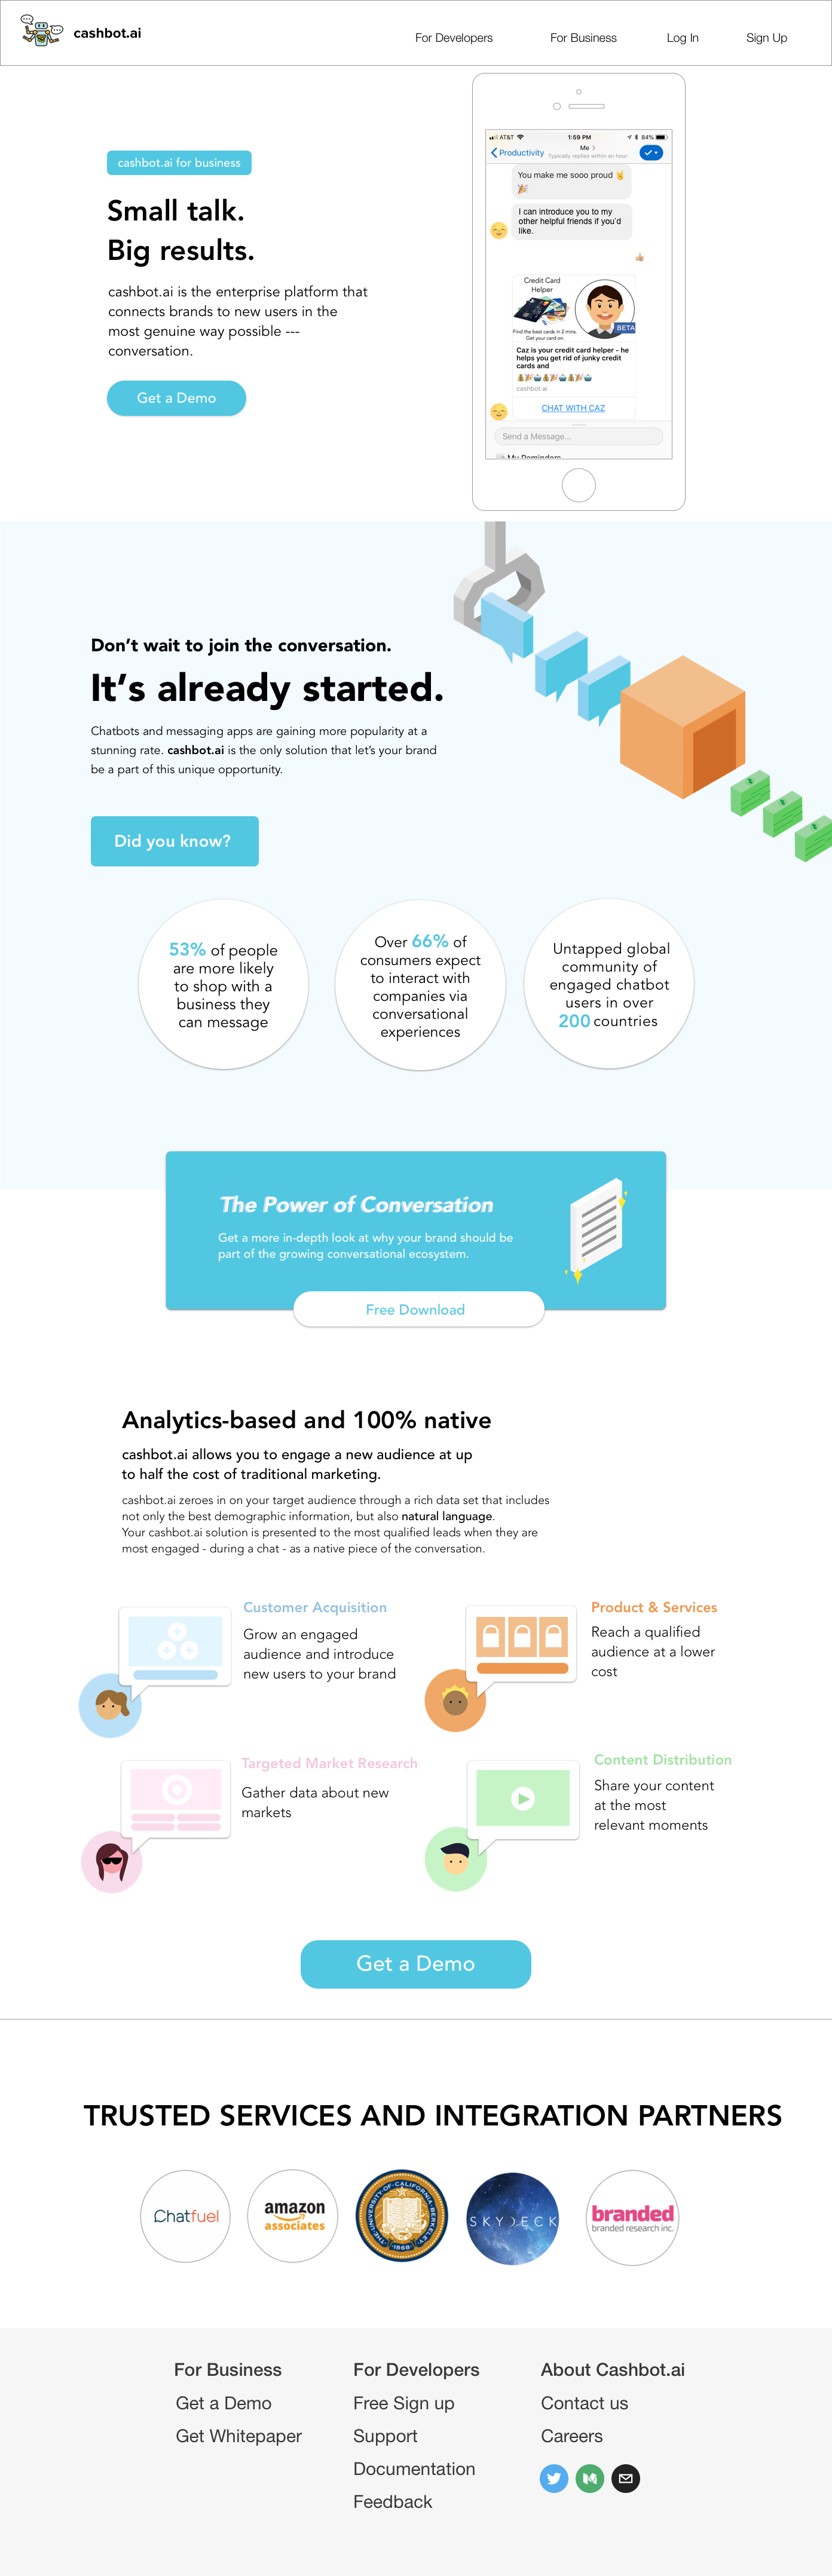 cashbot.ai
For Developers
For Business
Log In
Sign Up
cashbot.ai for business
Small talk.
Big results.
cashbot.ai is the enterprise platform that
connects brands to new users in the
most genuine way possible ---
conversation.
Get a Demo
AT&T
1:59 PM
84%
Productivity
Me
Typically replies within an hour
You make me sooo proud
I can introduce you to my
other helpful friends if you'd
like.
Credit Card
Helper
BETA
Find the best cards in 2 mins.
Get your card on.
Caz is your credit card helper - he
helps you get rid of junky credit
cards and
cashbot.ai
CHAT WITH CAZ
Send a Message...
My Reminders
Don't wait to join the conversation.
It's already started.
Chatbots and messaging apps are gaining more popularity at a
stunning rate. cashbot.ai is the only solution that let's your brand
be a part of this unique opportunity.
Did you know?
53% of people
are more likely
to shop with a
business they
can message
Over 66% of
consumers expect
to interact with
companies via
conversational
experiences
Untapped global
community of
engaged chatbot
users in over
200 countries
The Power of Conversation
Get a more in-depth look at why your brand should be
part of the growing conversational ecosystem.
Free Download
Analytics-based and 100% native
cashbot.ai allows you to engage a new audience at up
to half the cost of traditional marketing.
cashbot.ai zeroes in on your target audience through a rich data set that includes
not only the best demographic information, but also natural language.
Your cashbot.ai solution is presented to the most qualified leads when they are
most engaged - during a chat - as a native piece of the conversation.
Customer Acquisition
Grow an engaged
audience and introduce
new users to your brand
Product & Services
Reach a qualified
audience at a lower
cost
Targeted Market Research
Gather data about new
markets
Content Distribution
Share your content
at the most
relevant moments
Get a Demo
TRUSTED SERVICES AND INTEGRATION PARTNERS
Chatfuel
amazon
associates
THE UNIVERSITY OF CALIFORNIA BERKELEY
1868
SKYDECK
branded
branded research inc.
For Business
Get a Demo
Get Whitepaper
For Developers
Free Sign up
Support
Documentation
Feedback
About Cashbot.ai
Contact us
Careers